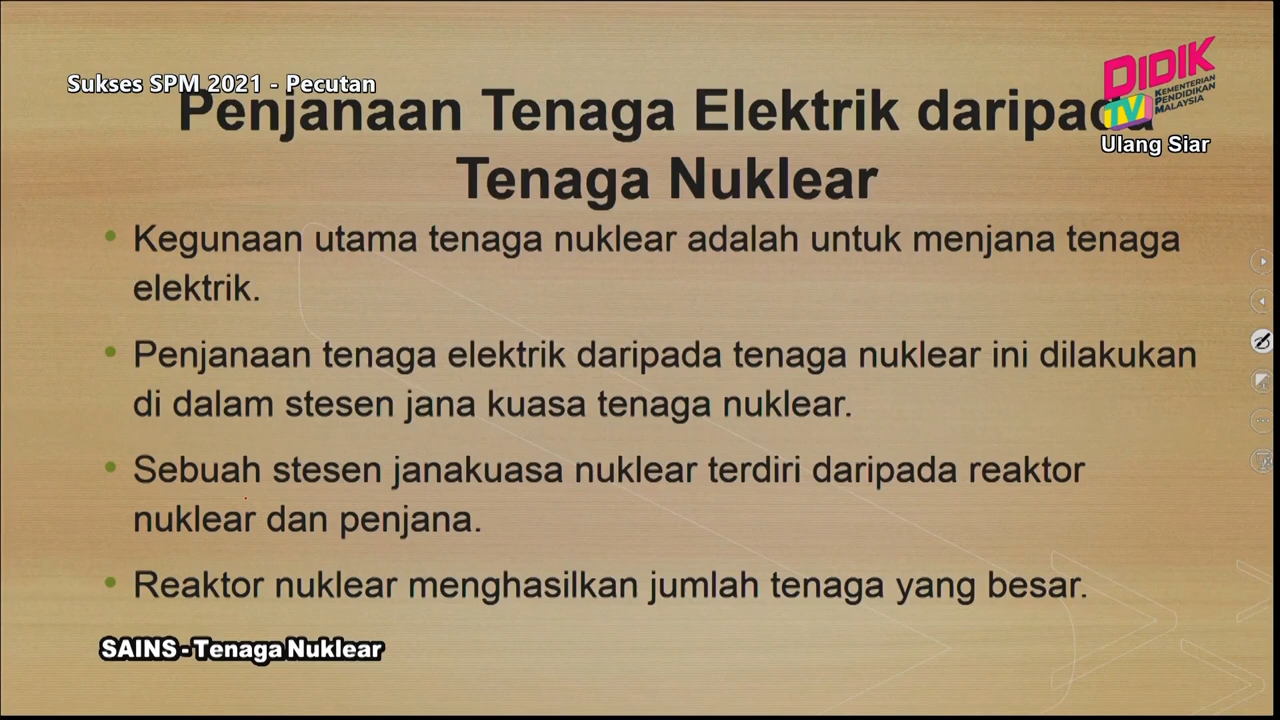 Sukses SPM 2021 - Pecutan
DIDIK
TV
KEMENTERIAN
PENDIDIKAN
MALAYSIA
Ulang Siar
Penjanaan Tenaga Elektrik daripada
Tenaga Nuklear
• Kegunaan utama tenaga nuklear adalah untuk menjana tenaga
elektrik.
• Penjanaan tenaga elektrik daripada tenaga nuklear ini dilakukan
di dalam stesen jana kuasa tenaga nuklear.
• Sebuah stesen janakuasa nuklear terdiri daripada reaktor
nuklear dan penjana.
• Reaktor nuklear menghasilkan jumlah tenaga yang besar.
SAINS - Tenaga Nuklear